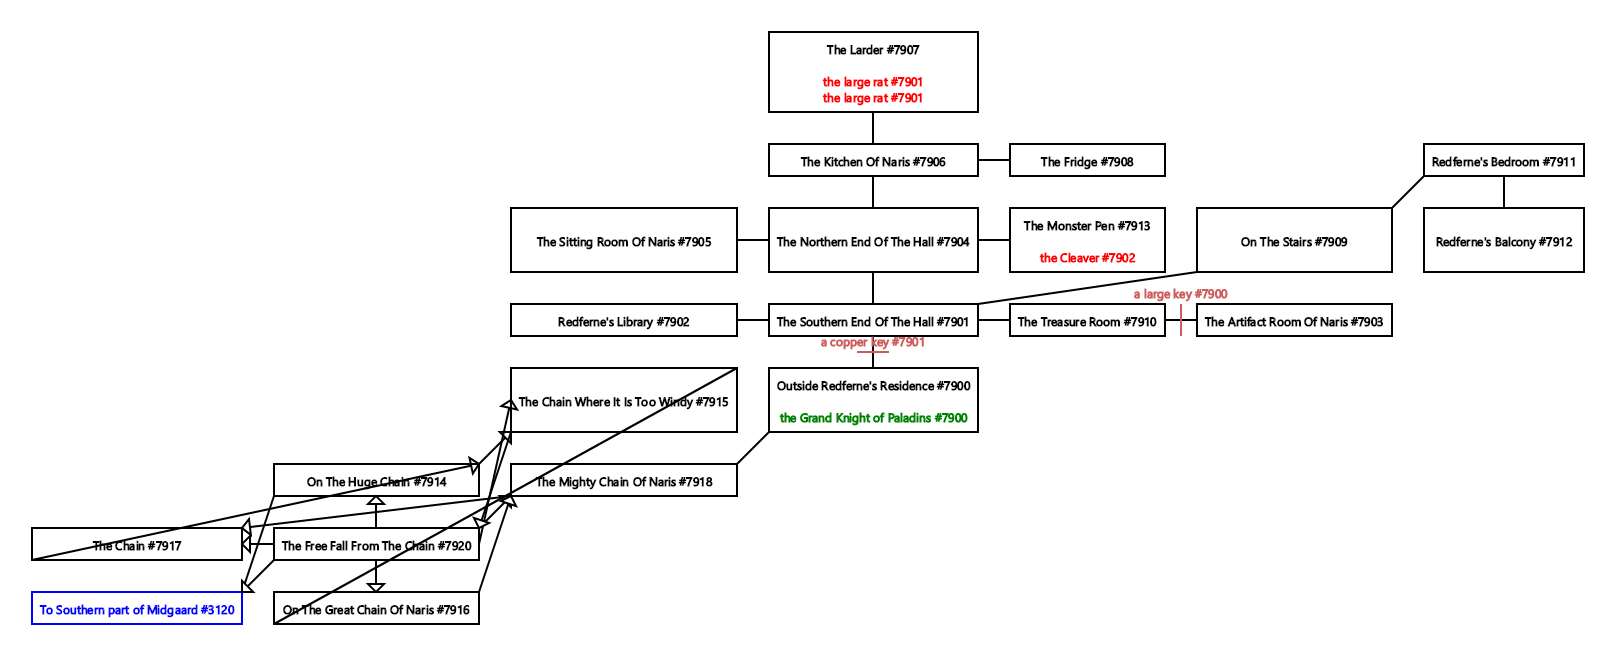 The Larder #7907
the large rat #7901
the large rat #7901
The Kitchen Of Naris #7906
The Fridge #7908
Redferne's Bedroom #7911
The Sitting Room Of Naris #7905
The Northern End Of The Hall #7904
The Monster Pen #7913
the Cleaver #7902
On The Stairs #7909
Redferne's Balcony #7912
a large key #7900
Redferne's Library #7902
The Southern End Of The Hall #7901
The Treasure Room #7910
The Artifact Room Of Naris #7903
a copper key #7901
The Chain Where It Is Too Windy #7915
Outside Redferne's Residence #7900
the Grand Knight of Paladins #7900
On The Huge Chain #7914
The Mighty Chain Of Naris #7918
The Chain #7917
The Free Fall From The Chain #7920
To Southern part of Midgaard #3120
On The Great Chain Of Naris #7916